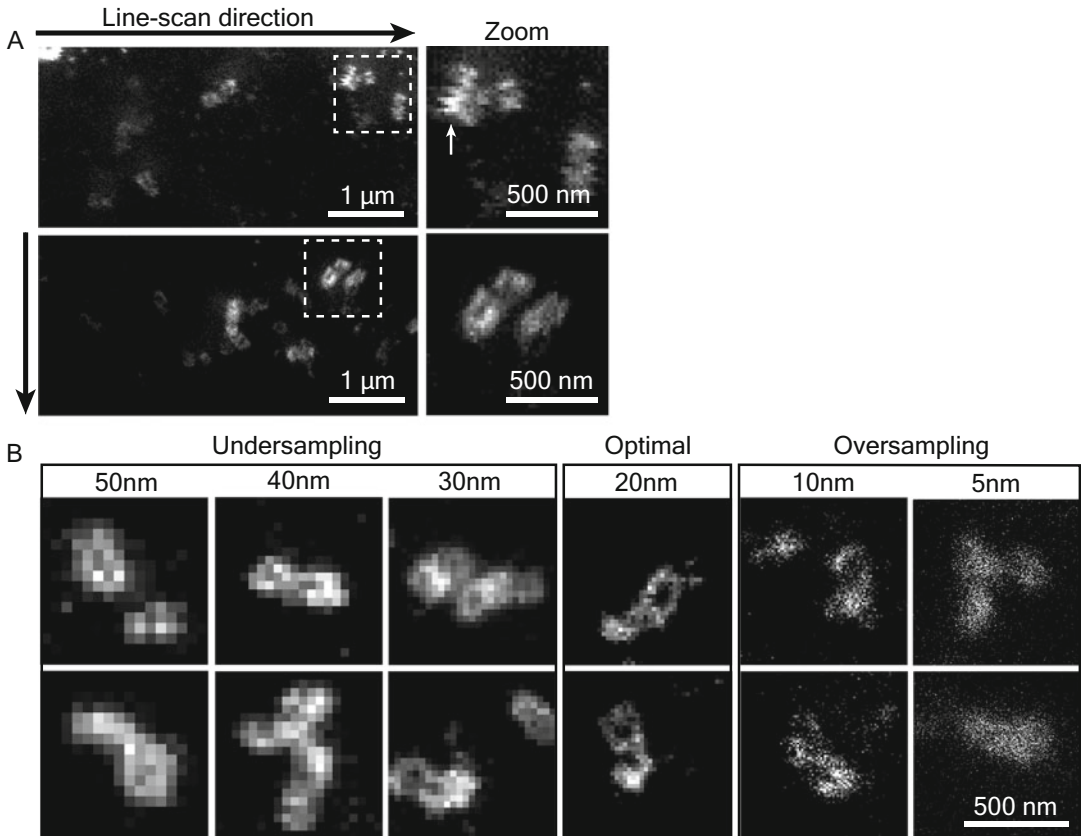 A
Line-scan direction
Zoom
1 µm
500 nm
1 µm
500 nm
B
Undersampling
Optimal
Oversampling
50nm
40nm
30nm
20nm
10nm
5nm
500 nm